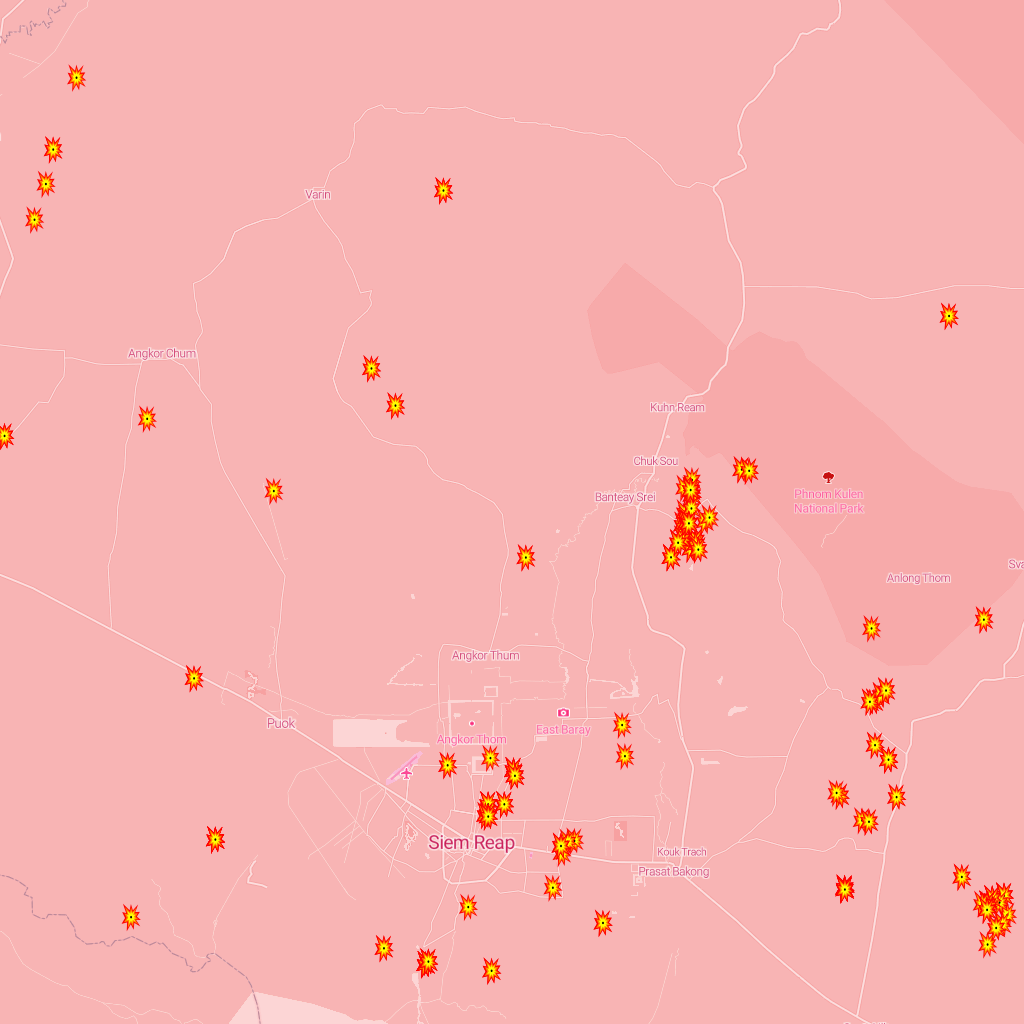 Varin
Angkor Chum
Kuhn Ream
Chuk Sou
Banteay Srei
Phnom Kulen
National Park
Anlong Thom
Angkor Thum
Puok
Angkor Thom
East Baray
Siem Reap
Kouk Trach
Prasat Bakong